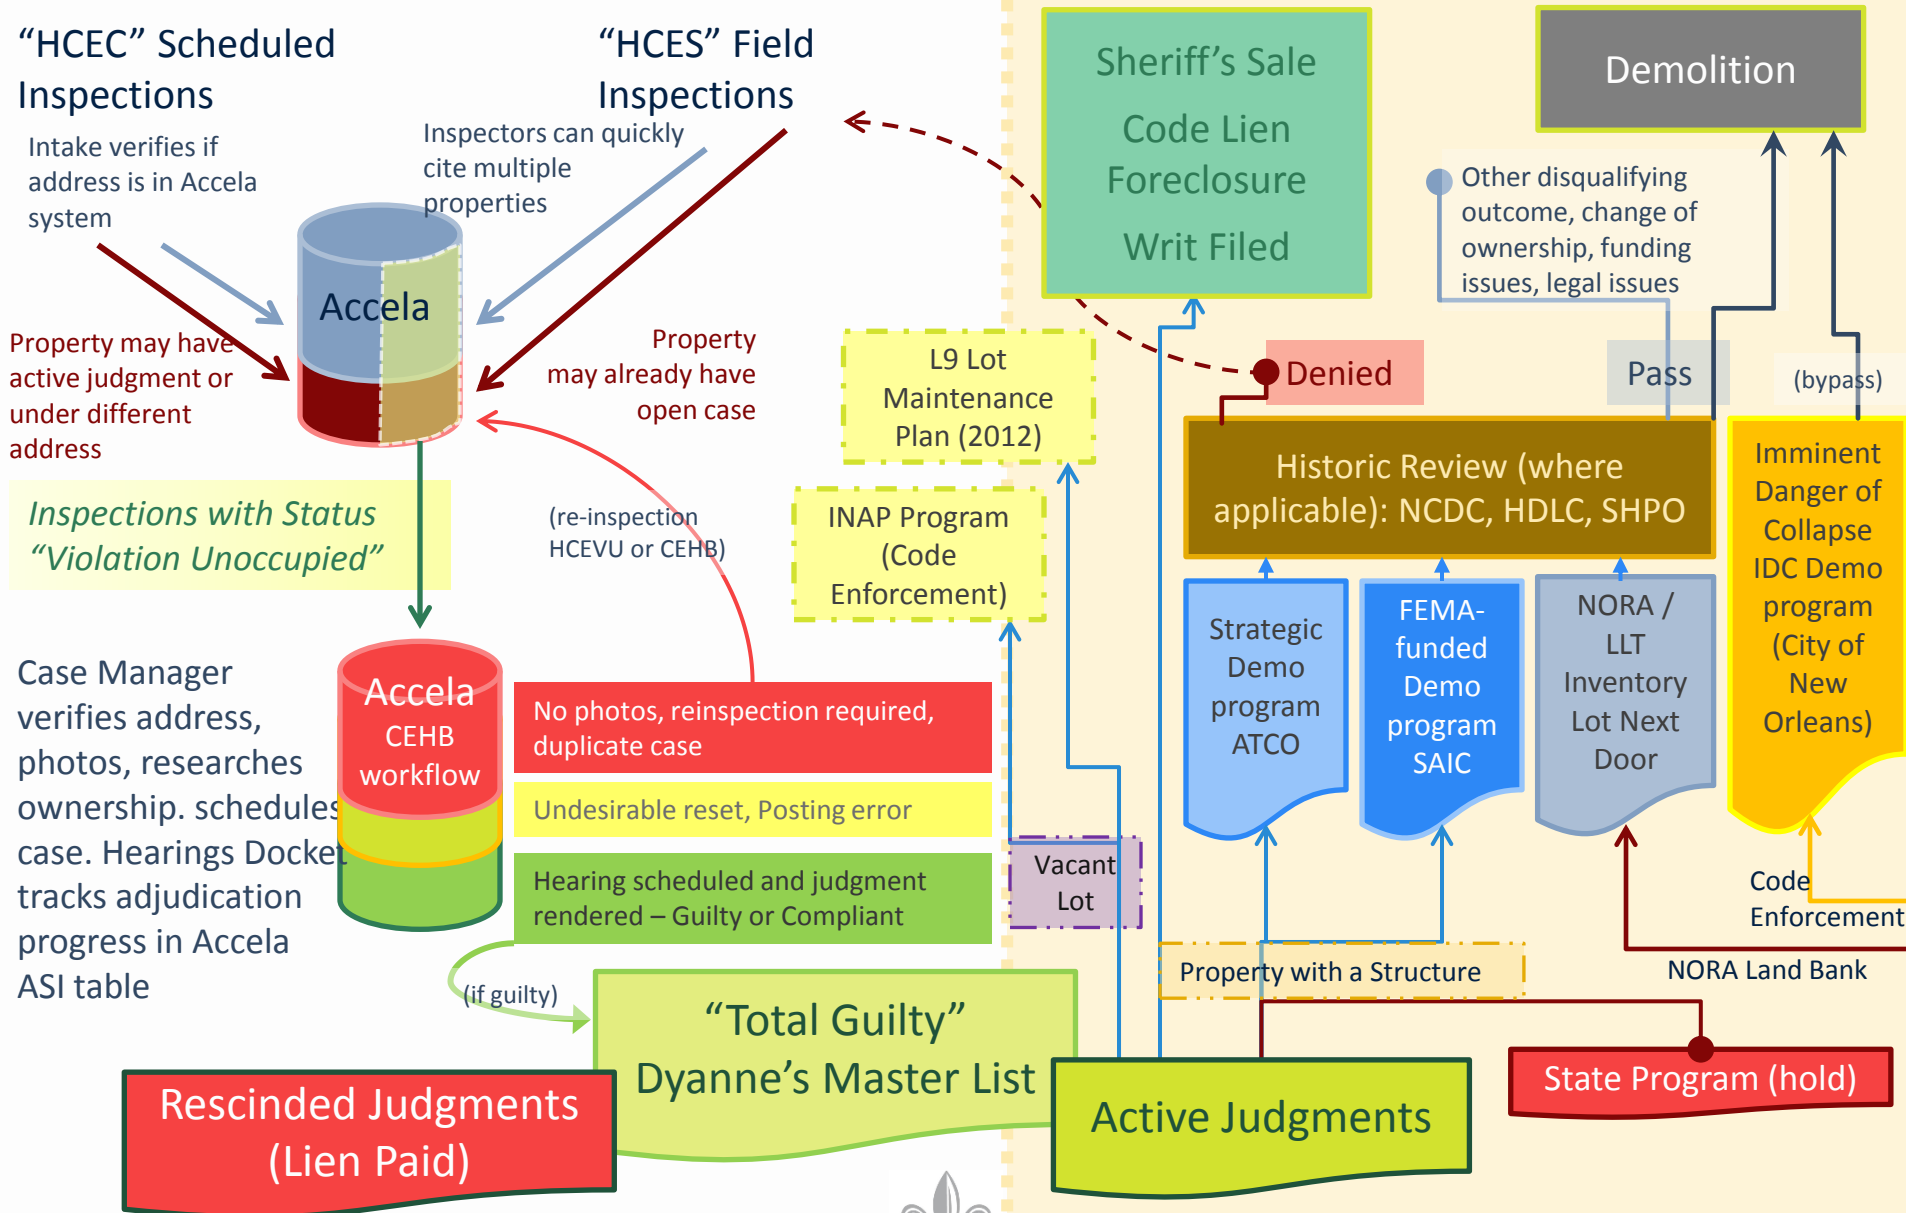 “HCEC” Scheduled
Inspections
Intake verifies if
address is in Accela
system
“HCES” Field
Inspections
Inspectors can quickly
cite multiple
properties
Accela
Property may have
active judgment or
under different
address
Property
may already have
open case
Inspections with Status
“Violation Unoccupied”
(re-inspection
HCEVU or CEHB)
Case Manager
verifies address,
photos, researches
ownership. schedules
case. Hearings Docket
tracks adjudication
progress in Accela
ASI table
Accela
CEHB
workflow
No photos, reinspection required,
duplicate case
Undesirable reset, Posting error
Hearing scheduled and judgment
rendered – Guilty or Compliant
(if guilty)
“Total Guilty”
Dyanne’s Master List
Rescinded Judgments
(Lien Paid)
Sheriff’s Sale
Code Lien
Foreclosure
Writ Filed
Demolition
Other disqualifying
outcome, change of
ownership, funding
issues, legal issues
L9 Lot
Maintenance
Plan (2012)
INAP Program
(Code
Enforcement)
Denied
Pass
(bypass)
Historic Review (where
applicable): NCDC, HDLC, SHPO
Strategic
Demo
program
ATCO
FEMA-
funded
Demo
program
SAIC
NORA /
LLT
Inventory
Lot Next
Door
Imminent
Danger of
Collapse
IDC Demo
program
(City of
New
Orleans)
Vacant
Lot
Code
Enforcement
Property with a Structure
NORA Land Bank
Active Judgments
State Program (hold)